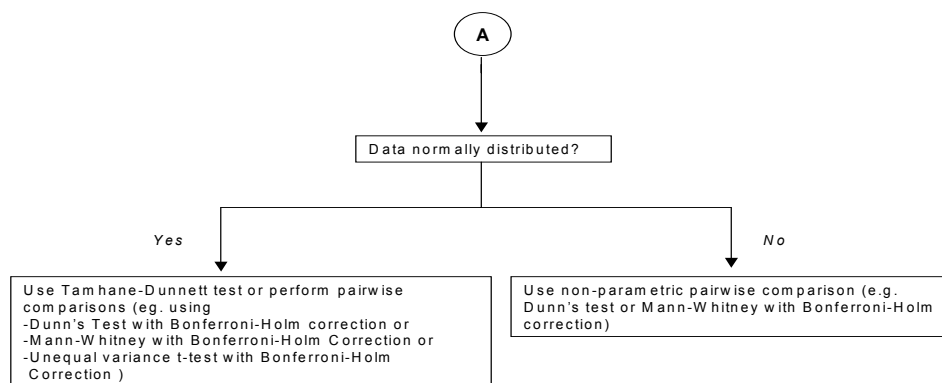 A
Data normally distributed?
Yes
No
Use Tamhane-Dunnett test or perform pairwise
comparisons (eg. using
-Dunn's Test with Bonferroni-Holm correction or
-Mann-Whitney with Bonferroni-Holm Correction or
-Unequal variance t-test with Bonferroni-Holm
Correction )
Use non-parametric pairwise comparison (e.g.
Dunn's test or Mann-Whitney with Bonferroni-Holm
correction)